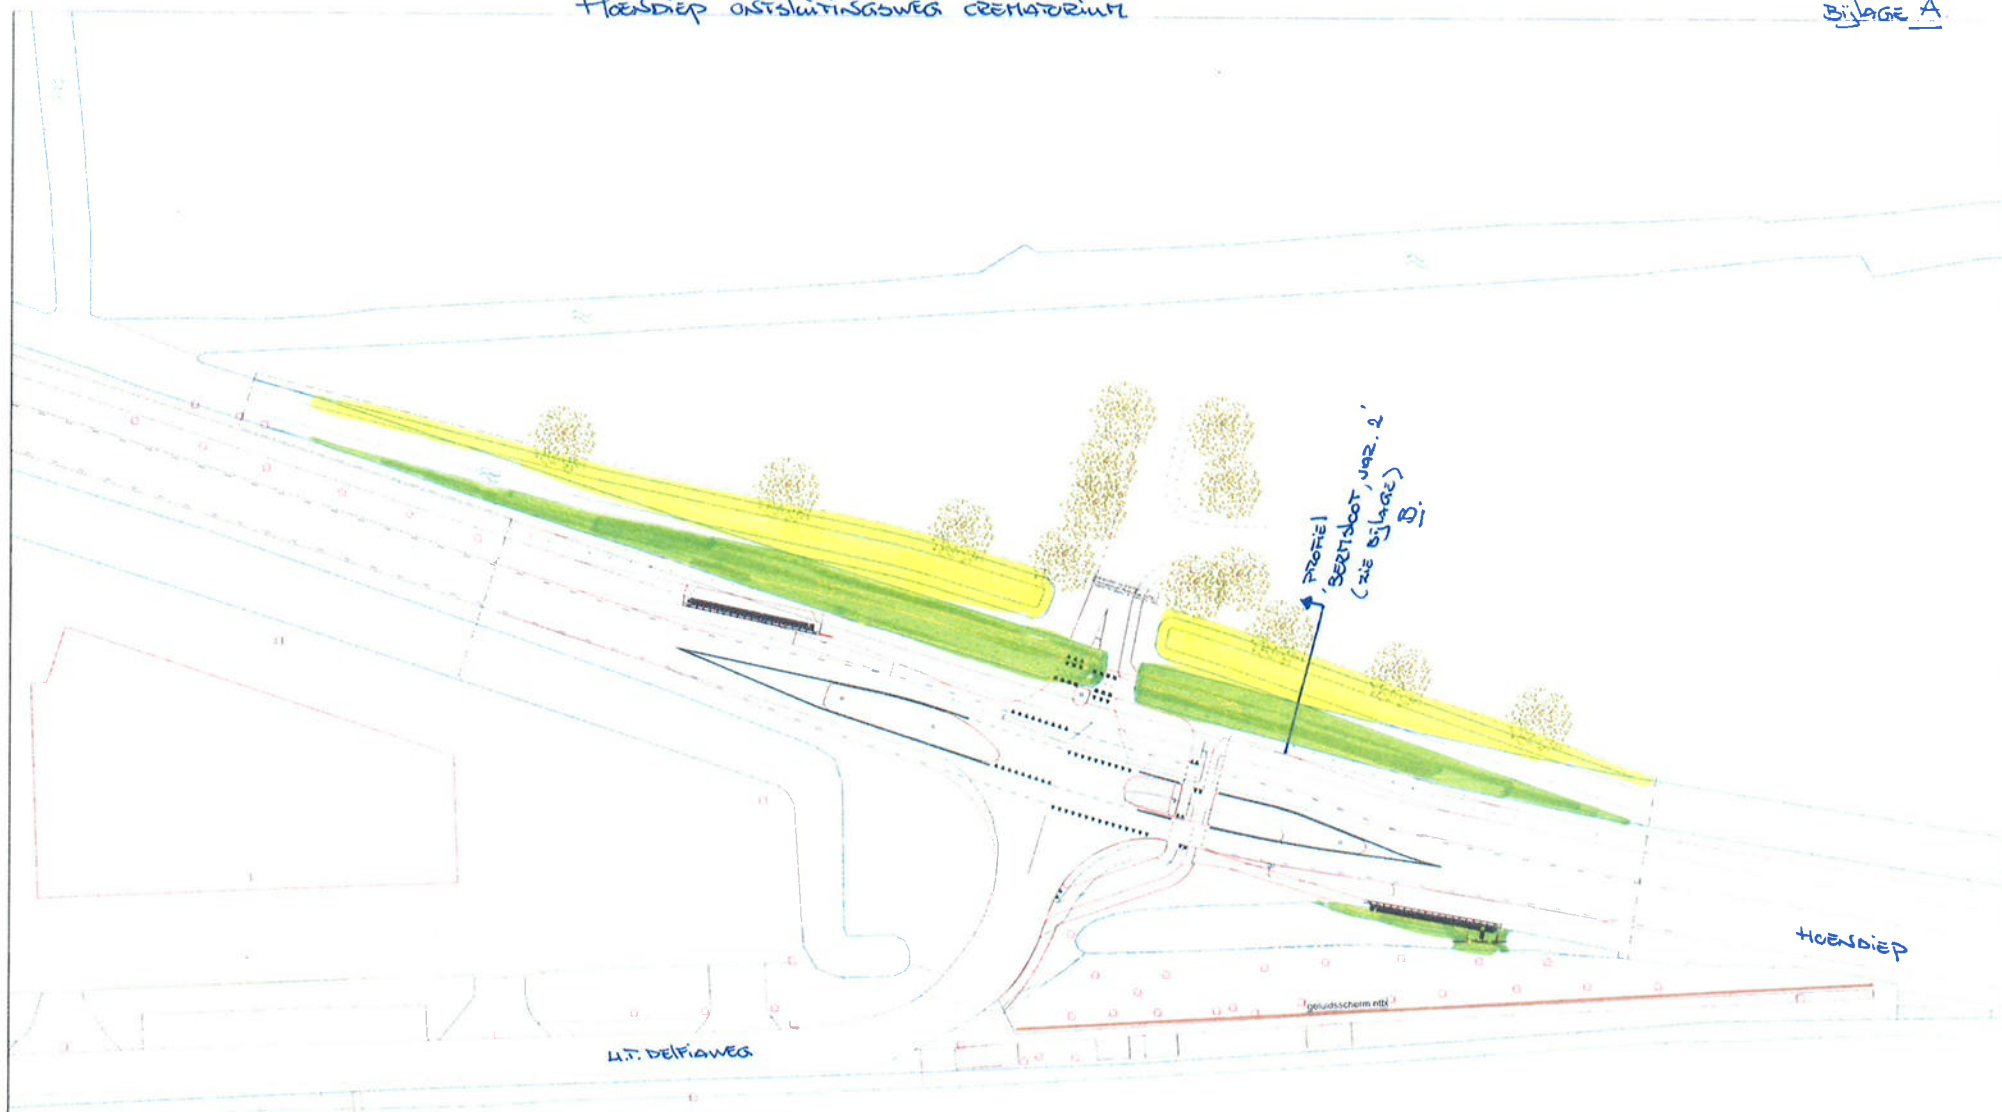 HOENDIEP ONTSLUITINGSWEG CREMATORIUM
BIJLAGE A
PROFIEL
'BERMSLOOT, VAR. 2'
(ZIE BIJLAGE)
B
HOENDIEP
geluidsscherm ntb
H.T. DELFIAWEG